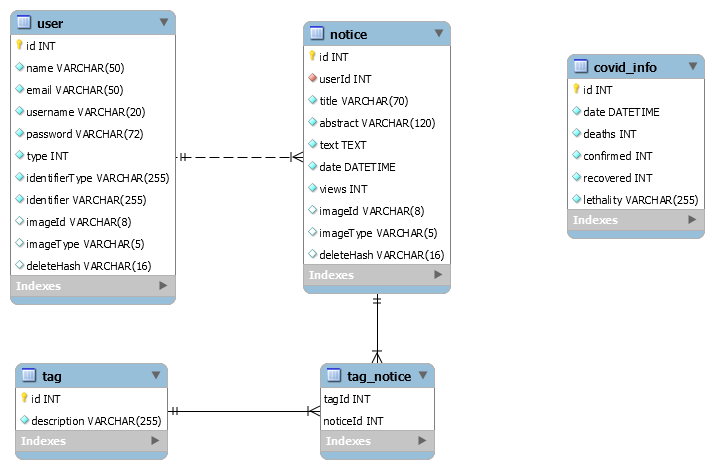 user
id INT
name VARCHAR(50)
email VARCHAR(50)
username VARCHAR(20)
password VARCHAR(72)
type INT
identifierType VARCHAR(255)
identifier VARCHAR(255)
imageId VARCHAR(8)
imageType VARCHAR(5)
deleteHash VARCHAR(16)
Indexes
notice
id INT
userId INT
title VARCHAR(70)
abstract VARCHAR(120)
text TEXT
date DATETIME
views INT
imageId VARCHAR(8)
imageType VARCHAR(5)
deleteHash VARCHAR(16)
Indexes
covid_info
id INT
date DATETIME
deaths INT
confirmed INT
recovered INT
lethality VARCHAR(255)
Indexes
tag
id INT
description VARCHAR(255)
Indexes
tag_notice
tagId INT
noticeId INT
Indexes